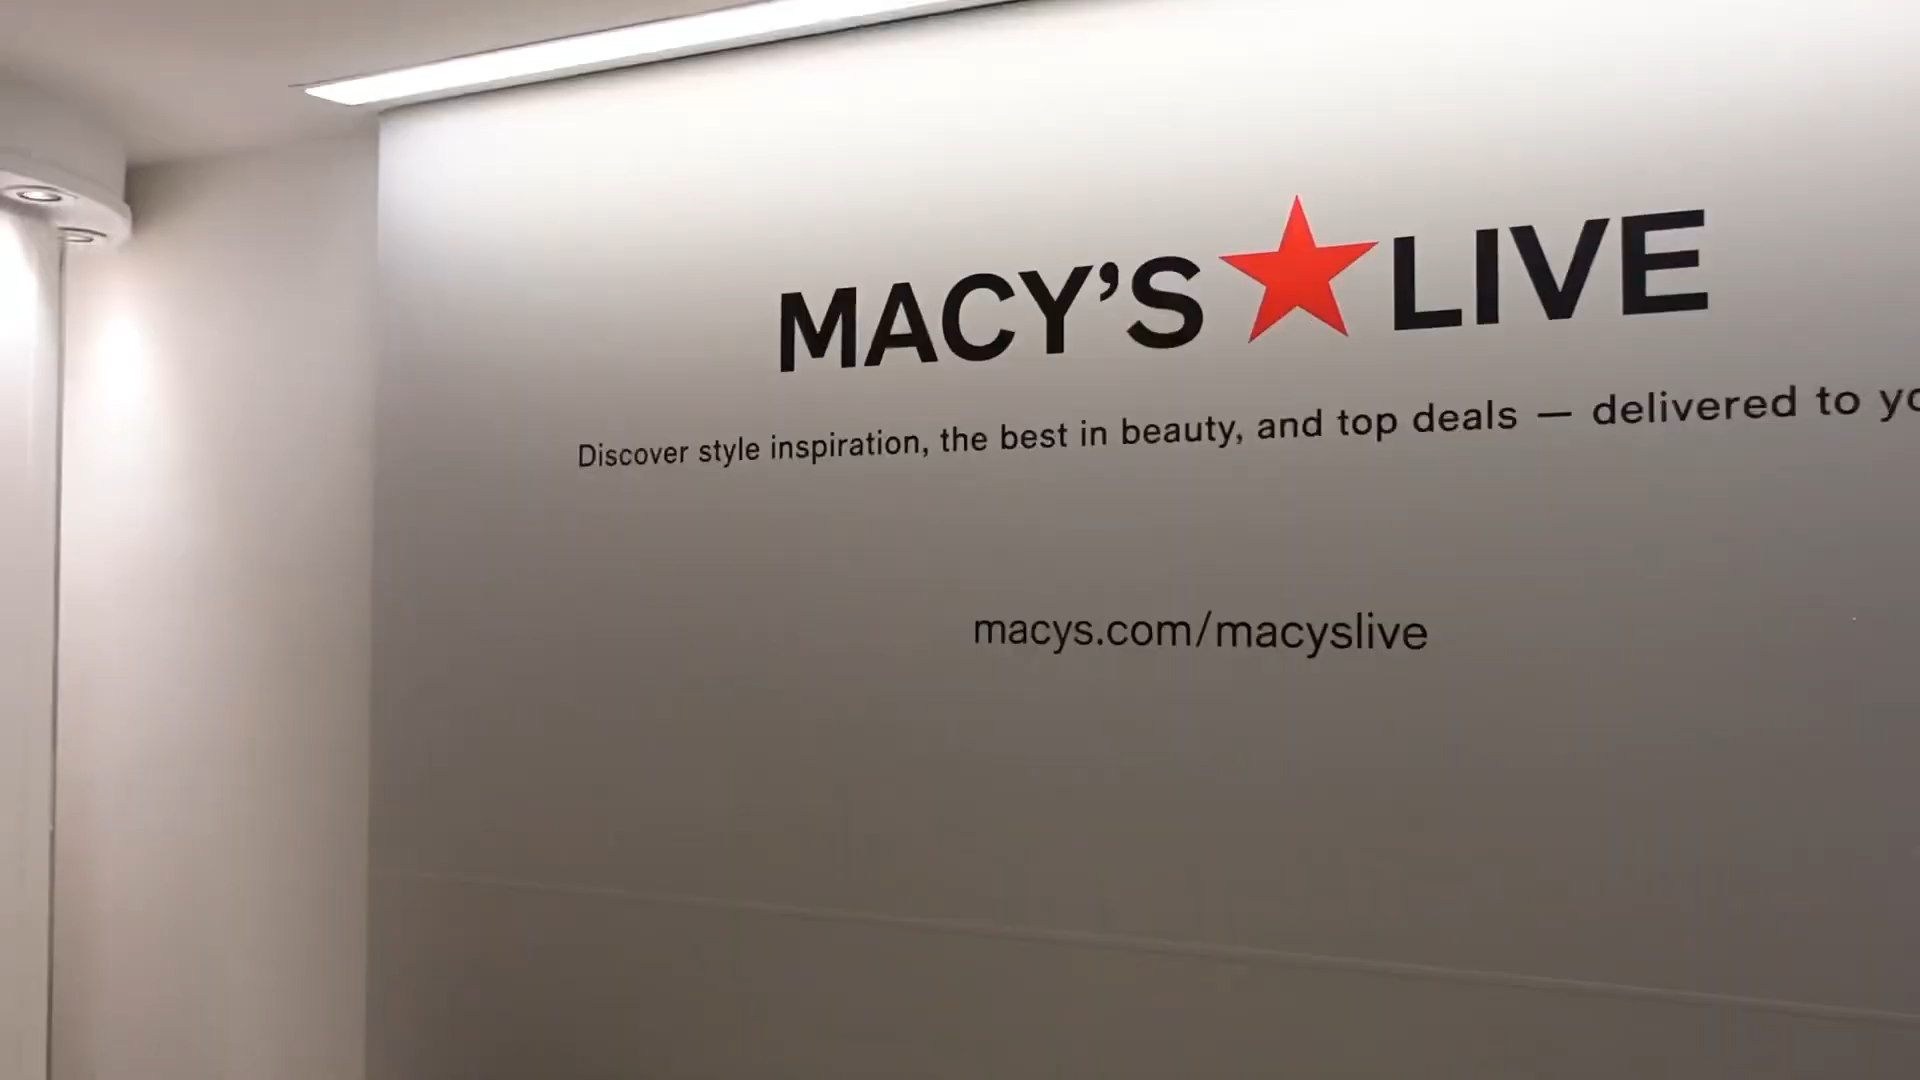 MACY'S LIVE
Discover style inspiration, the best in beauty, and top deals — delivered to
macys.com/macyslive